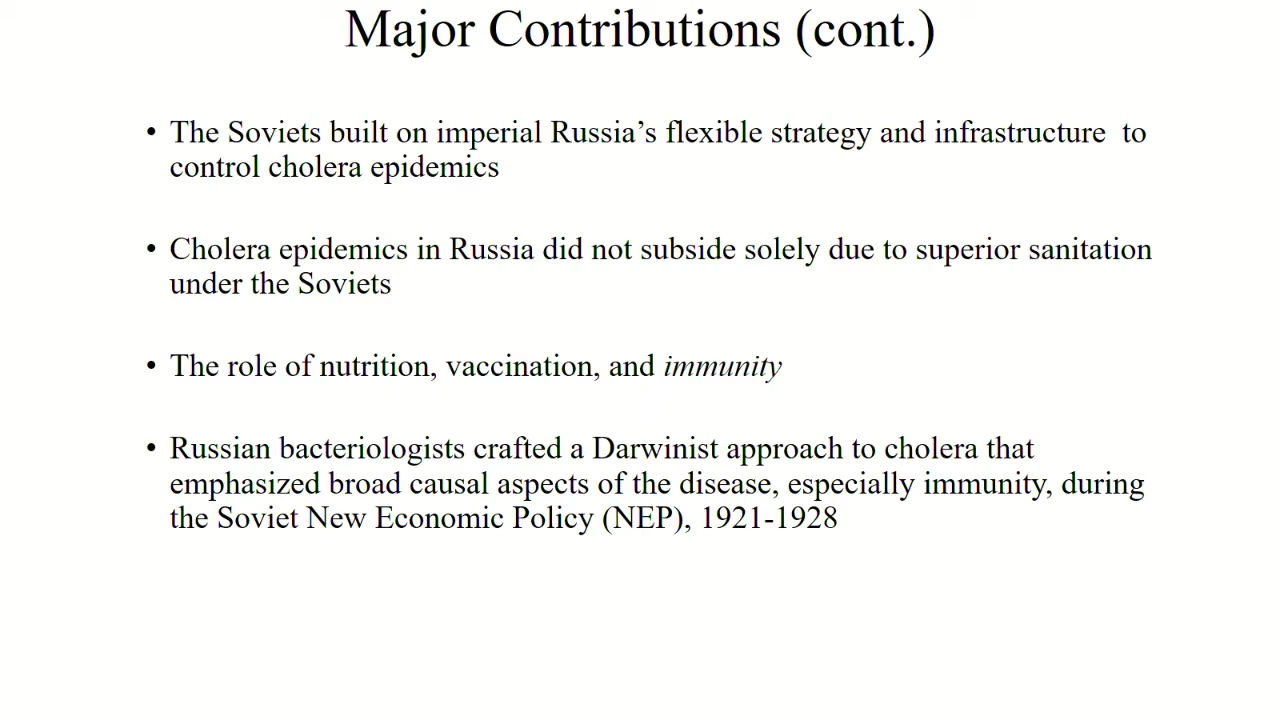 Major Contributions (cont.)
• The Soviets built on imperial Russia’s flexible strategy and infrastructure  to
control cholera epidemics
• Cholera epidemics in Russia did not subside solely due to superior sanitation
under the Soviets
• The role of nutrition, vaccination, and immunity
• Russian bacteriologists crafted a Darwinist approach to cholera that
emphasized broad causal aspects of the disease, especially immunity, during
the Soviet New Economic Policy (NEP), 1921-1928